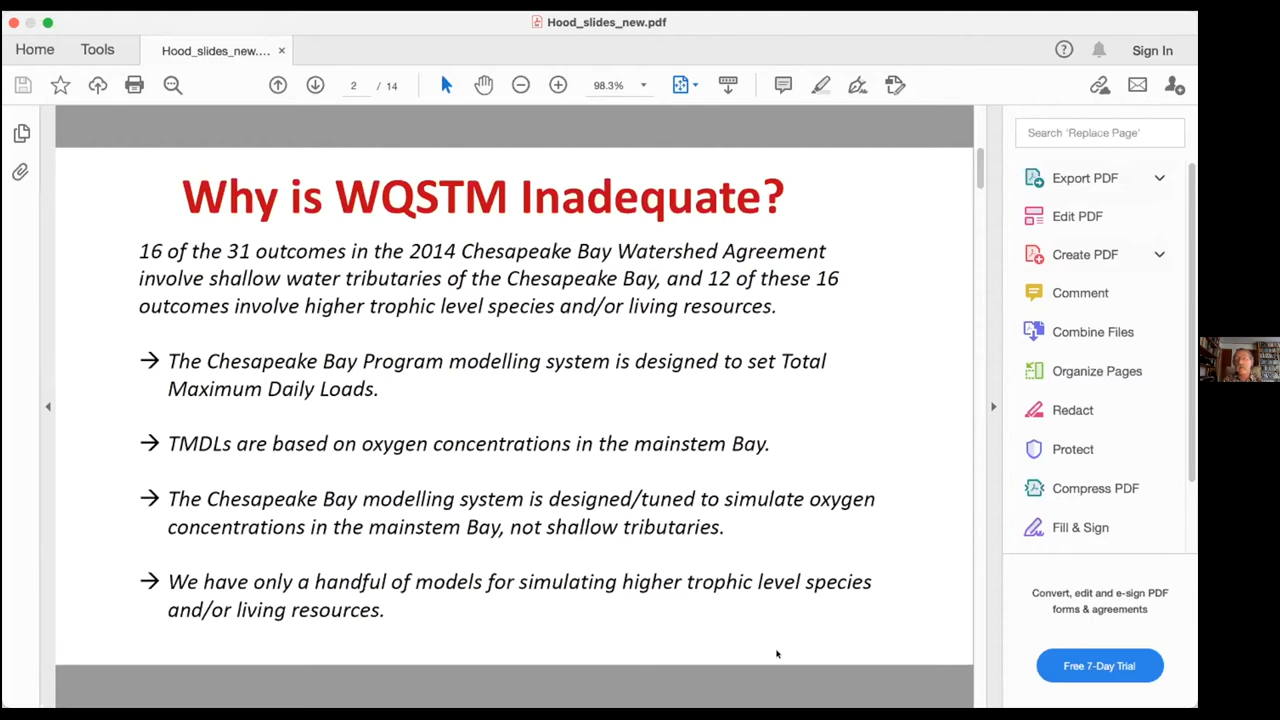 Hood_slides_new.pdf
Home
Tools
Hood_slides_new....
Sign In
2 / 14
98.3%
Why is WQSTM Inadequate?
16 of the 31 outcomes in the 2014 Chesapeake Bay Watershed Agreement
involve shallow water tributaries of the Chesapeake Bay, and 12 of these 16
outcomes involve higher trophic level species and/or living resources.
→ The Chesapeake Bay Program modelling system is designed to set Total
Maximum Daily Loads.
→ TMDLs are based on oxygen concentrations in the mainstem Bay.
→ The Chesapeake Bay modelling system is designed/tuned to simulate oxygen
concentrations in the mainstem Bay, not shallow tributaries.
→ We have only a handful of models for simulating higher trophic level species
and/or living resources.
Search 'Replace Page'
Export PDF
Edit PDF
Create PDF
Comment
Combine Files
Organize Pages
Redact
Protect
Compress PDF
Fill & Sign
Convert, edit and e-sign PDF
forms & agreements
Free 7-Day Trial